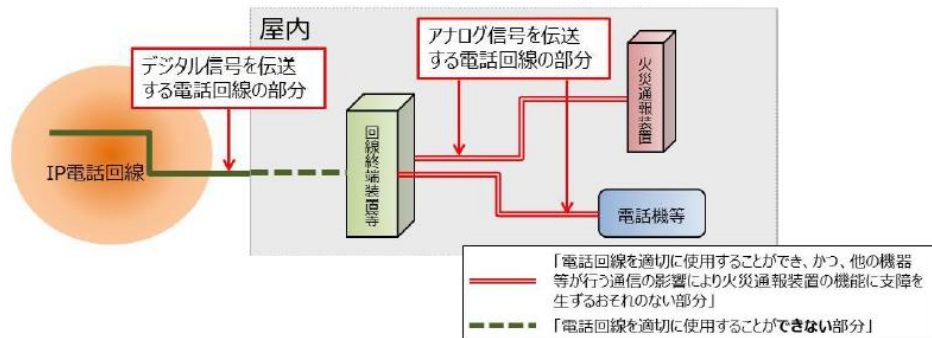 屋内
デジタル信号を伝送
する電話回線の部分
アナログ信号を伝送
する電話回線の部分
火災通報装置
IP電話回線
回線終端装置等
電話機等
「電話回線を適切に使用することができ、かつ、他の機器
等が行う通信の影響により火災通報装置の機能に支障を
生ずるおそれのない部分」
「電話回線を適切に使用することができない部分」